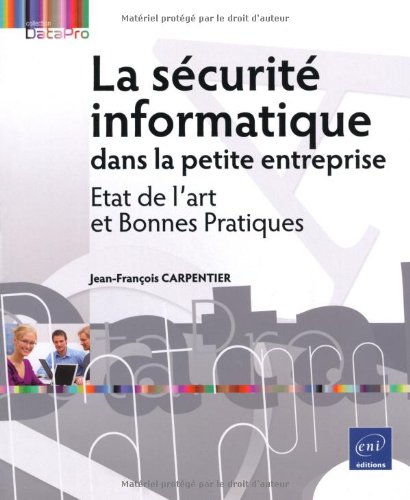 Matériel protégé par le droit d'auteur
collection
DataPro
La sécurité
informatique
dans la petite entreprise
Etat de l'art
et Bonnes Pratiques
Jean-François CARPENTIER
DataPro
eni
éditions
Matériel protégé par le droit d'auteur